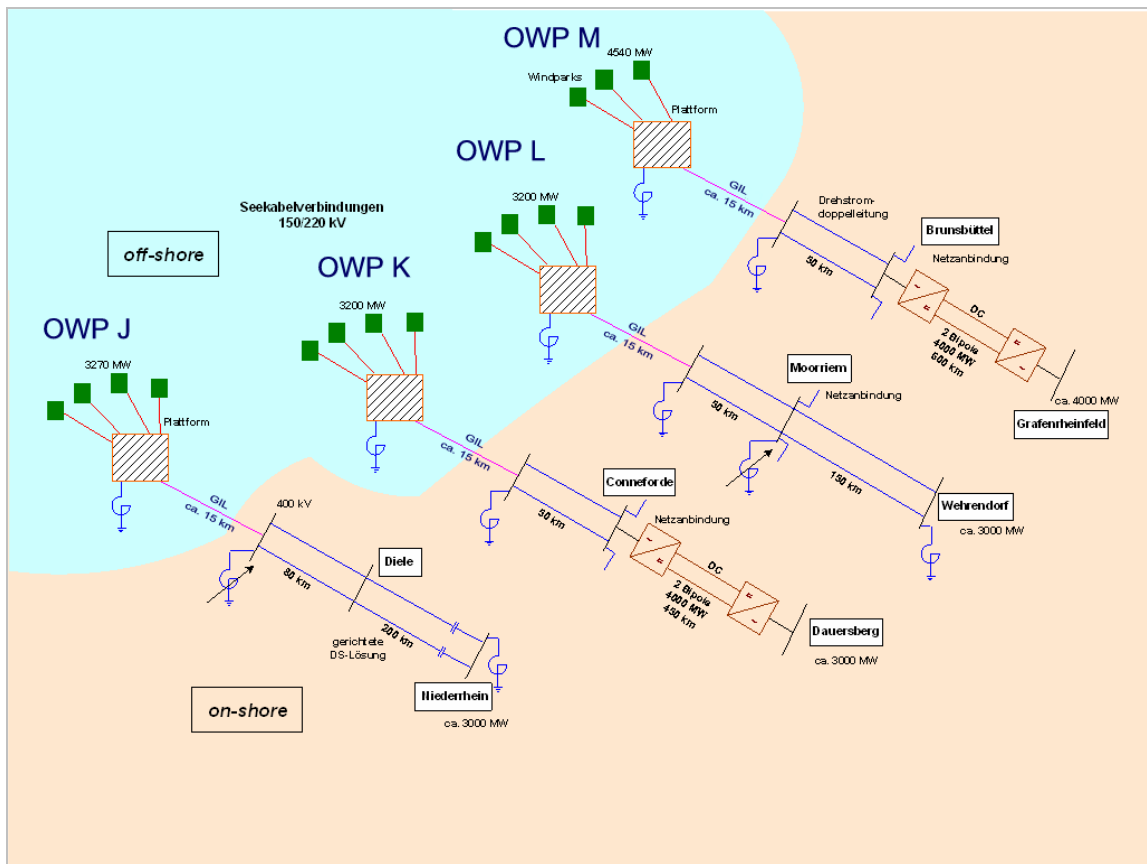 OWP M
4540 MW
Windparks
Plattform
OWP L
GIL
ca. 15 km
3200 MW
Drehstrom-
doppelleitung
Brunsbüttel
Seekabelverbindungen
150/220 kV
Netzanbindung
off-shore
50 km
OWP K
DC
3200 MW
2 Bipole
4000 MW
600 km
OWP J
GIL
ca. 15 km
Moorriem
Netzanbindung
ca. 4000 MW
Grafenrheinfeld
3270 MW
50 km
Plattform
GIL
ca. 15 km
150 km
Conneforde
Wehrendorf
ca. 3000 MW
GIL
ca. 15 km
400 kV
50 km
Netzanbindung
Diele
DC
80 km
2 Bipole
4000 MW
450 km
200 km
gerichtete
DS-Lösung
Dauersberg
ca. 3000 MW
Niederrhein
on-shore
ca. 3000 MW